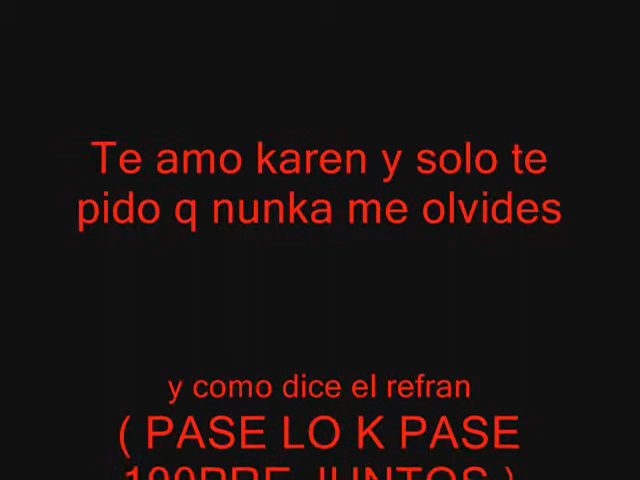 Te amo karen y solo te
pido q nunka me olvides
y como dice el refran
( PASE LO K PASE
100PRE JUNTOS )